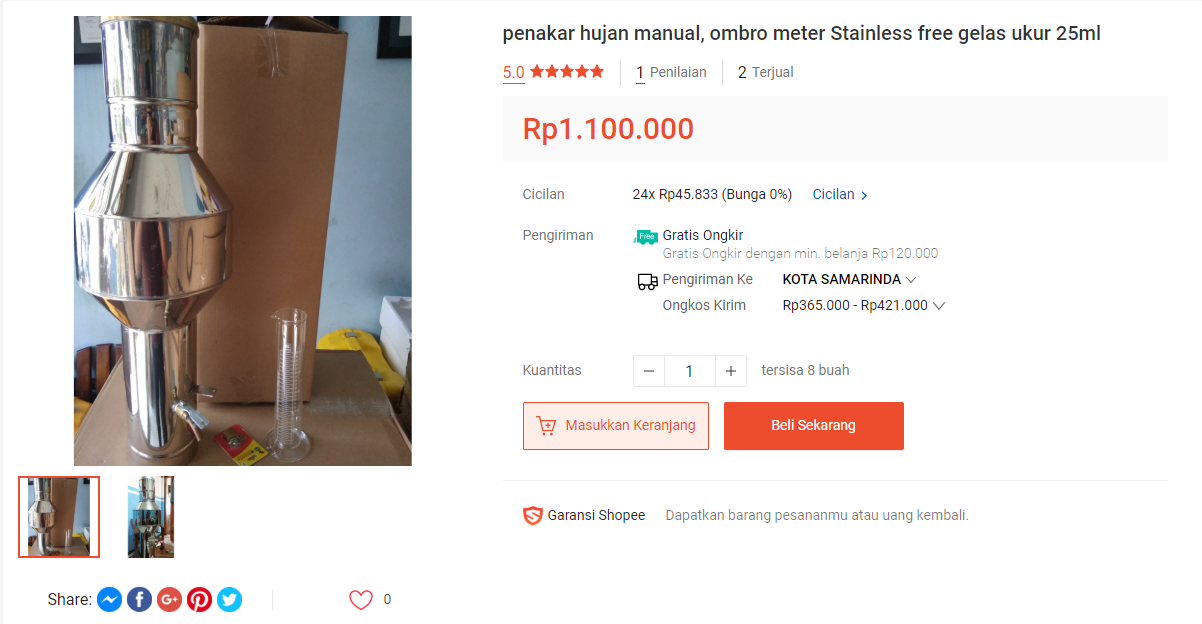 penakar hujan manual, ombro meter Stainless free gelas ukur 25ml
5.0 1 Penilaian 2 Terjual
Rp1.100.000
Cicilan 24x Rp45.833 (Bunga 0%) Cicilan >
Pengiriman Free Gratis Ongkir
Gratis Ongkir dengan min. belanja Rp120.000
Pengiriman Ke KOTA SAMARINDA
Ongkos Kirim Rp365.000 - Rp421.000
Kuantitas − 1 + tersisa 8 buah
Masukkan Keranjang Beli Sekarang
Garansi Shopee Dapatkan barang pesananmu atau uang kembali.
Share: f G+ 0